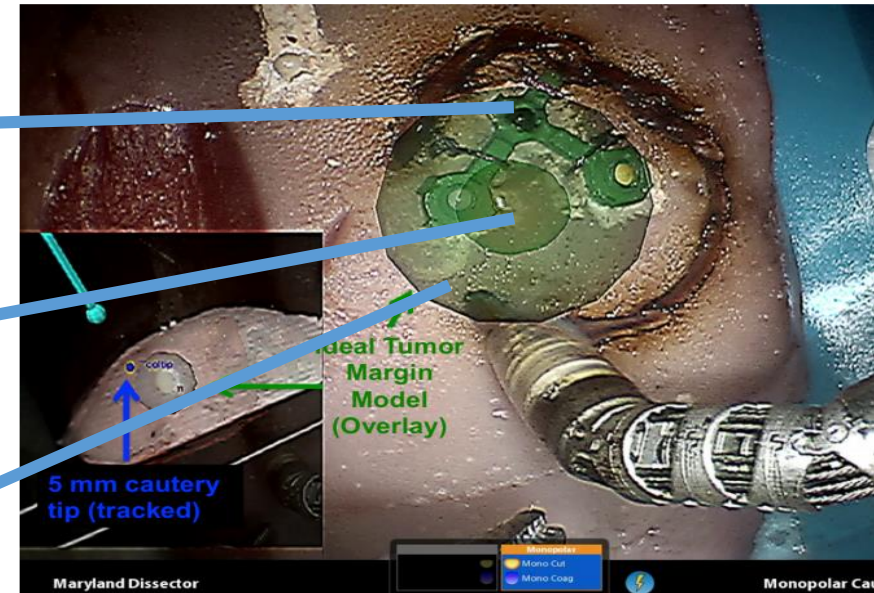 Ideal Tumor
Margin
Model
(Overlay)
5 mm cautery
tip (tracked)
Monopolar
Mono Cut
Mono Coag
Maryland Dissector
Monopolar Cau